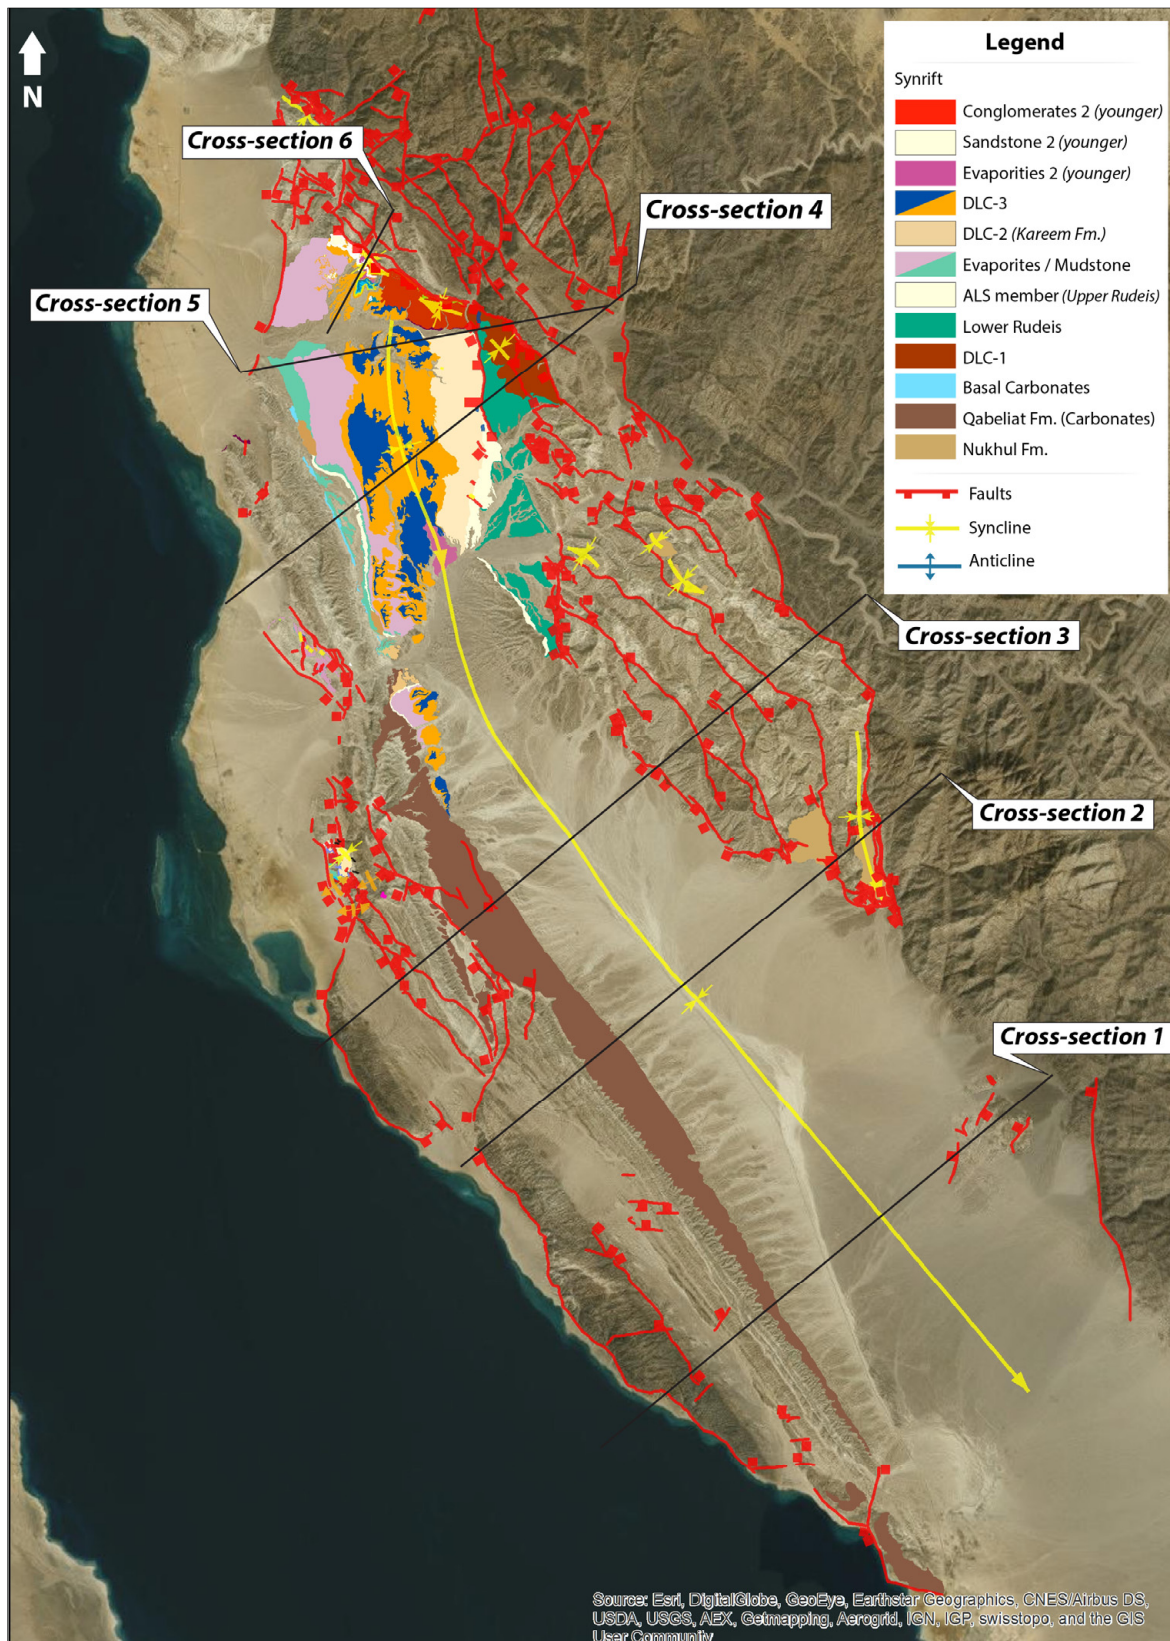 N
Cross-section 6
Cross-section 4
Cross-section 5
Cross-section 3
Cross-section 2
Cross-section 1
Legend
Synrift
Conglomerates 2 (younger)
Sandstone 2 (younger)
Evaporities 2 (younger)
DLC-3
DLC-2 (Kareem Fm.)
Evaporites / Mudstone
ALS member (Upper Rudeis)
Lower Rudeis
DLC-1
Basal Carbonates
Qabeliat Fm. (Carbonates)
Nukhul Fm.
Faults
Syncline
Anticline
Source: Esri, DigitalGlobe, GeoEye, Earthstar Geographics, CNES/Airbus DS,
USDA, USGS, AEX, Getmapping, Aerogrid, IGN, IGP, swisstopo, and the GIS
User Community